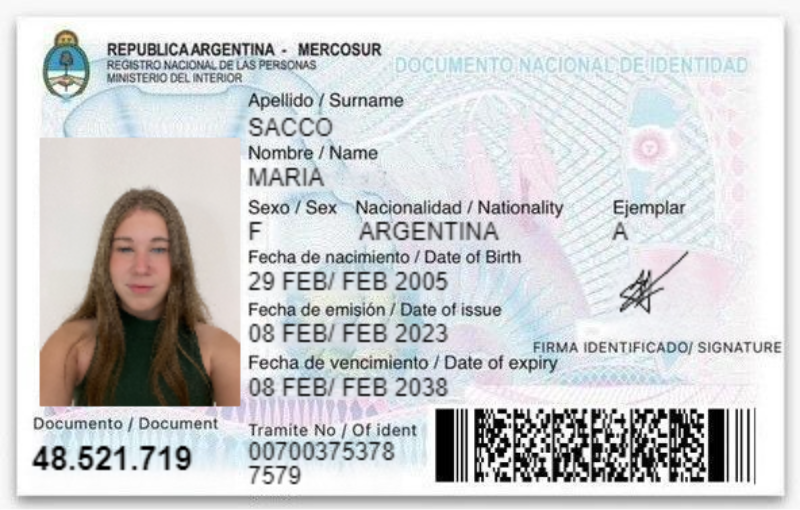 REPUBLICA ARGENTINA - MERCOSUR
REGISTRO NACIONAL DE LAS PERSONAS
MINISTERIO DEL INTERIOR
DOCUMENTO NACIONAL DE IDENTIDAD
Apellido / Surname
SACCO
Nombre / Name
MARIA
Sexo / Sex Nacionalidad / Nationality Ejemplar
F ARGENTINA A
Fecha de nacimiento / Date of Birth
29 FEB/ FEB 2005
Fecha de emisión / Date of issue
08 FEB/ FEB 2023
FIRMA IDENTIFICADO/ SIGNATURE
Fecha de vencimiento / Date of expiry
08 FEB/ FEB 2038
Documento / Document
48.521.719
Tramite No / Of ident
00700375378
7579